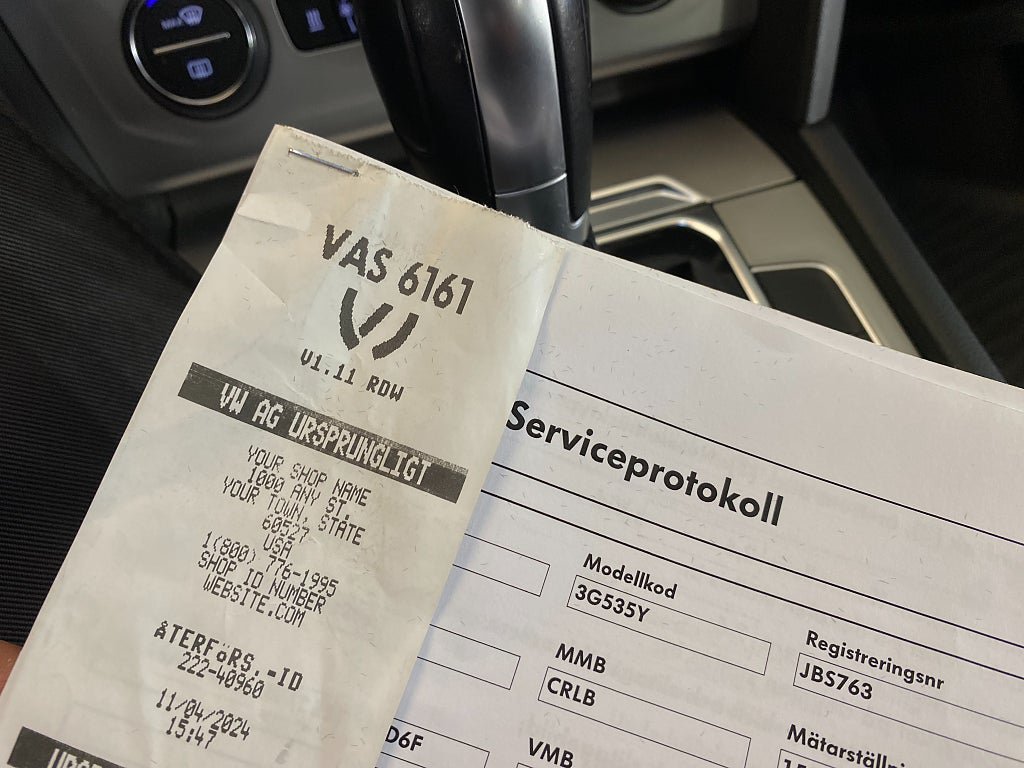 VAS 6161
V1.11 RDW
VW AG URSPRUNGLIGT
YOUR SHOP NAME
1000 ANY ST.
YOUR TOWN, STATE
60527
USA
1(800) 776-1995
SHOP ID NUMBER
WEBSITE.COM
ÅTERFÖRS.-ID
222-40960
11/04/2024
15:47
Serviceprotokoll
Modellkod
3G535Y
Registreringsnr
JBS763
MMB
CRLB
D6F
VMB